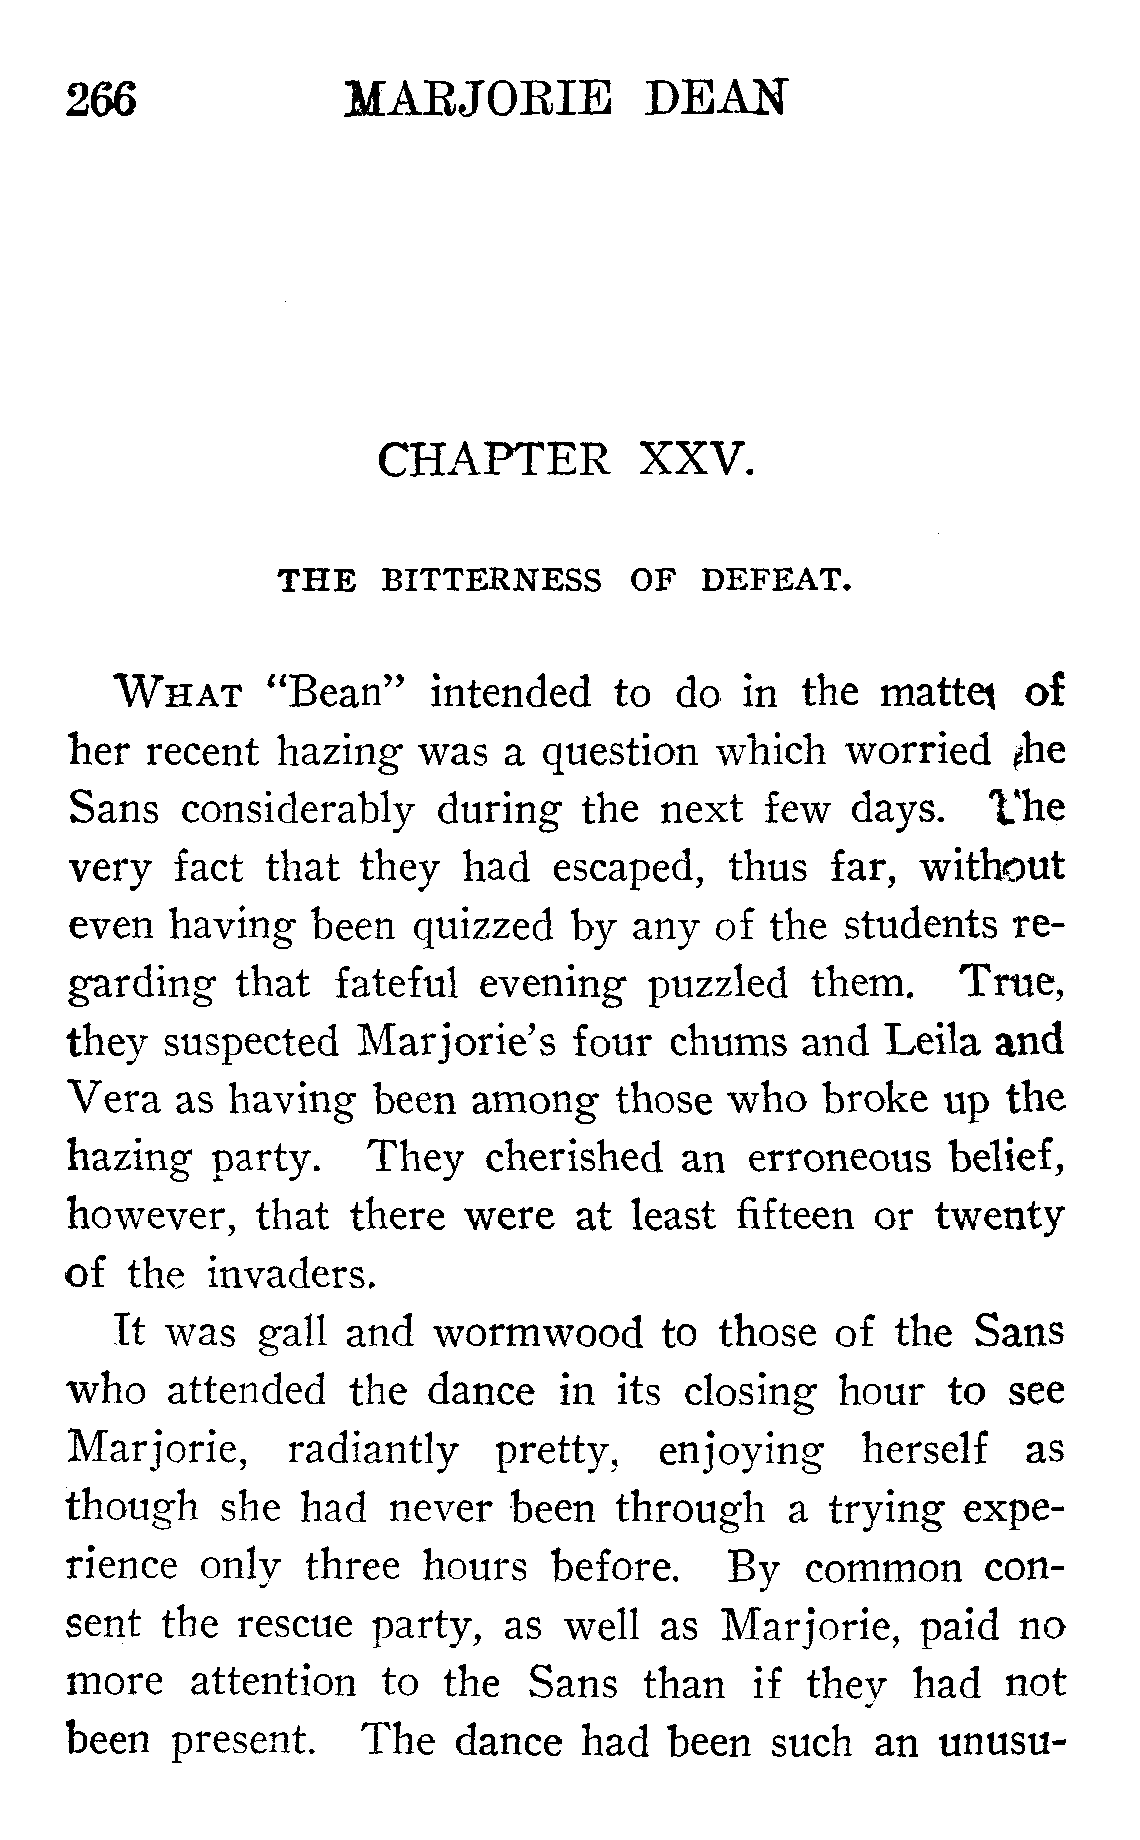 266 MARJORIE DEAN
CHAPTER XXV.
THE BITTERNESS OF DEFEAT.
WHAT “Bean” intended to do in the matter of
her recent hazing was a question which worried the
Sans considerably during the next few days. The
very fact that they had escaped, thus far, without
even having been quizzed by any of the students re-
garding that fateful evening puzzled them. True,
they suspected Marjorie’s four chums and Leila and
Vera as having been among those who broke up the
hazing party. They cherished an erroneous belief,
however, that there were at least fifteen or twenty
of the invaders.
It was gall and wormwood to those of the Sans
who attended the dance in its closing hour to see
Marjorie, radiantly pretty, enjoying herself as
though she had never been through a trying expe-
rience only three hours before. By common con-
sent the rescue party, as well as Marjorie, paid no
more attention to the Sans than if they had not
been present. The dance had been such an unusu-